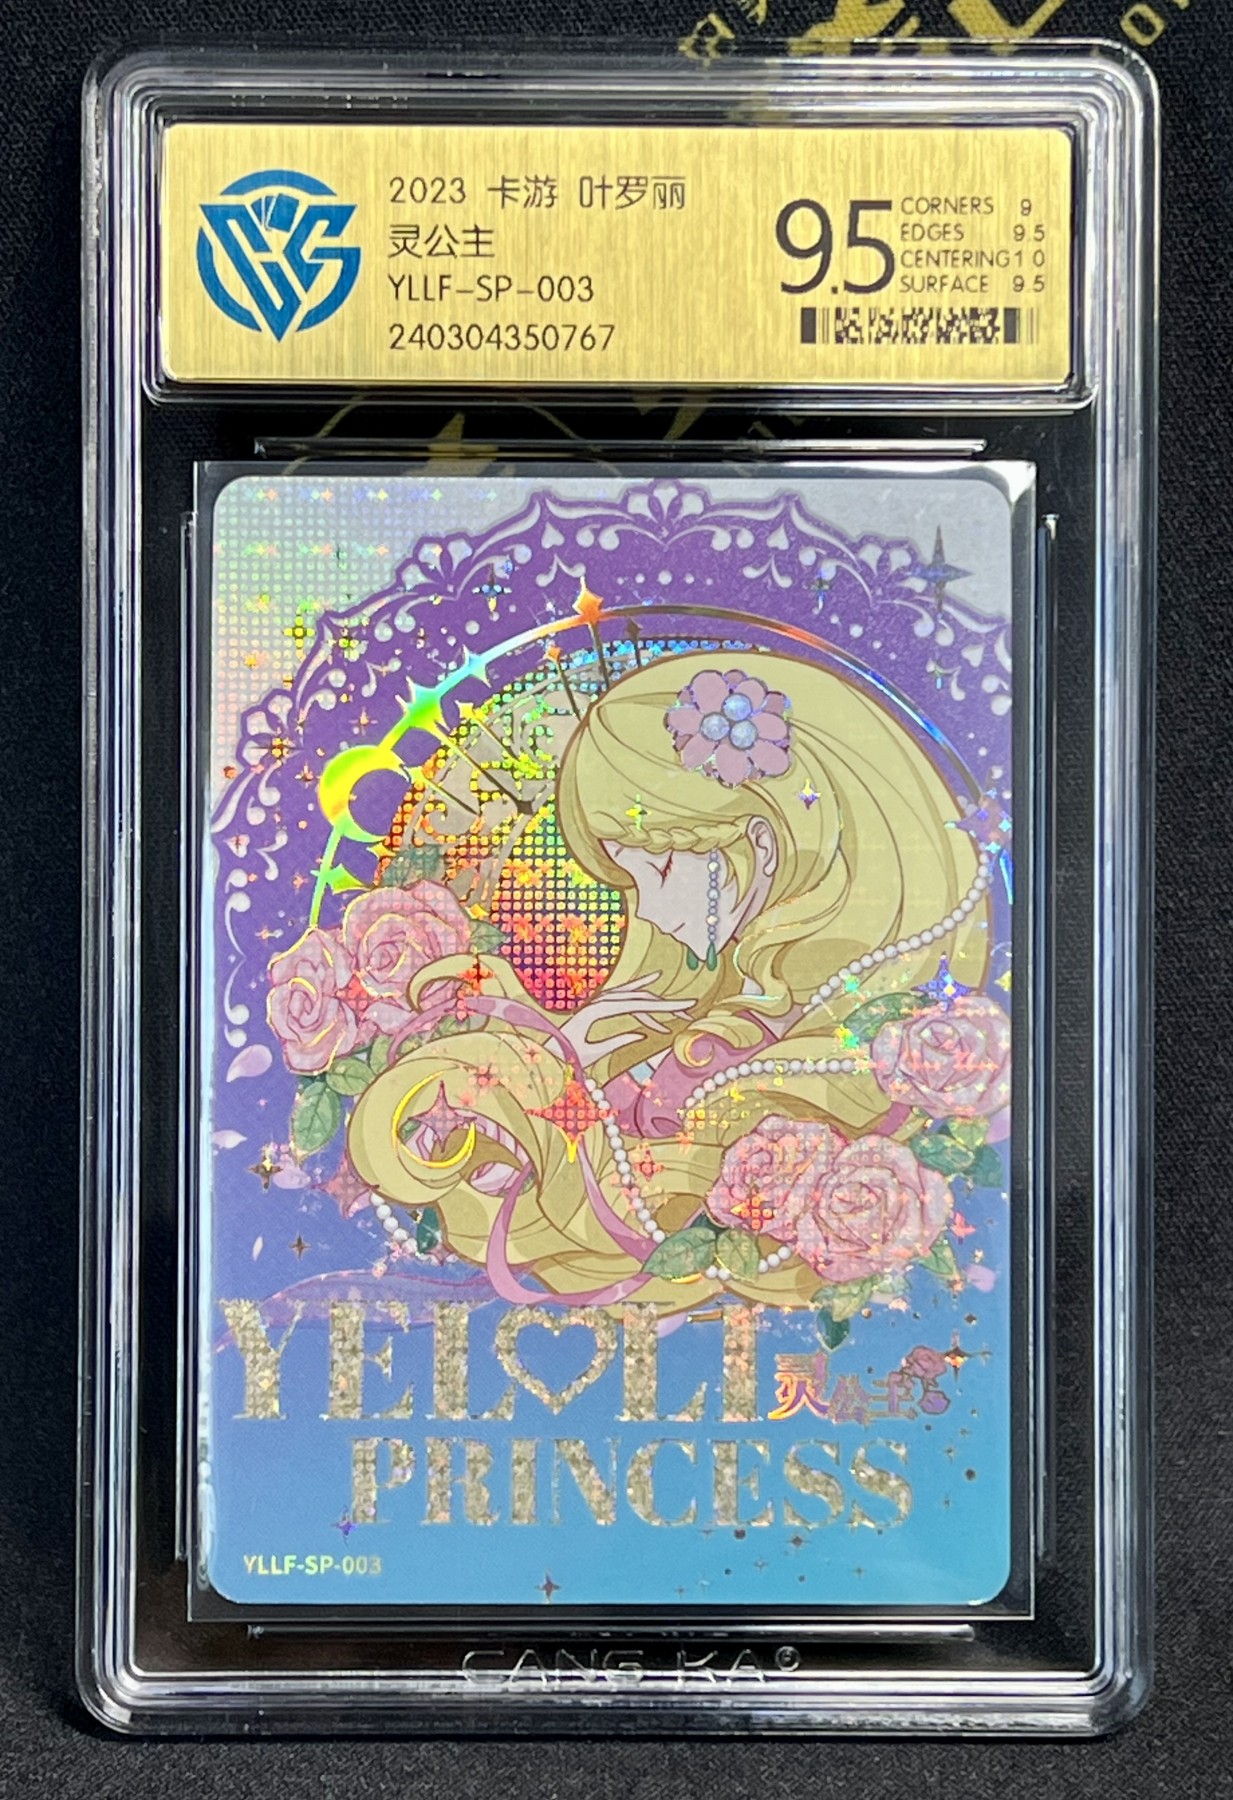 2023 卡游 叶罗丽
灵公主
YLLF-SP-003
240304350767
9.5
CORNERS 9
EDGES 9.5
CENTERING 10
SURFACE 9.5
YELLI
灵公主
PRINCESS
YLLF-SP-003
CANG KA®